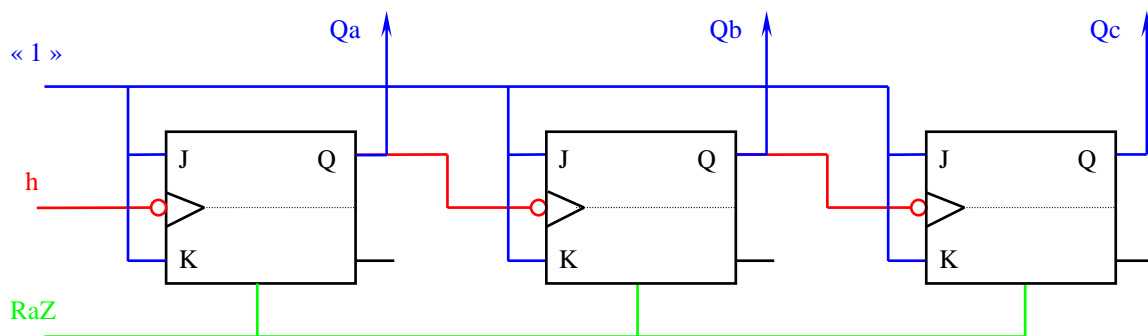 Qa Qb Qc
« 1 »
J Q J Q J Q
h
K K K
RaZ